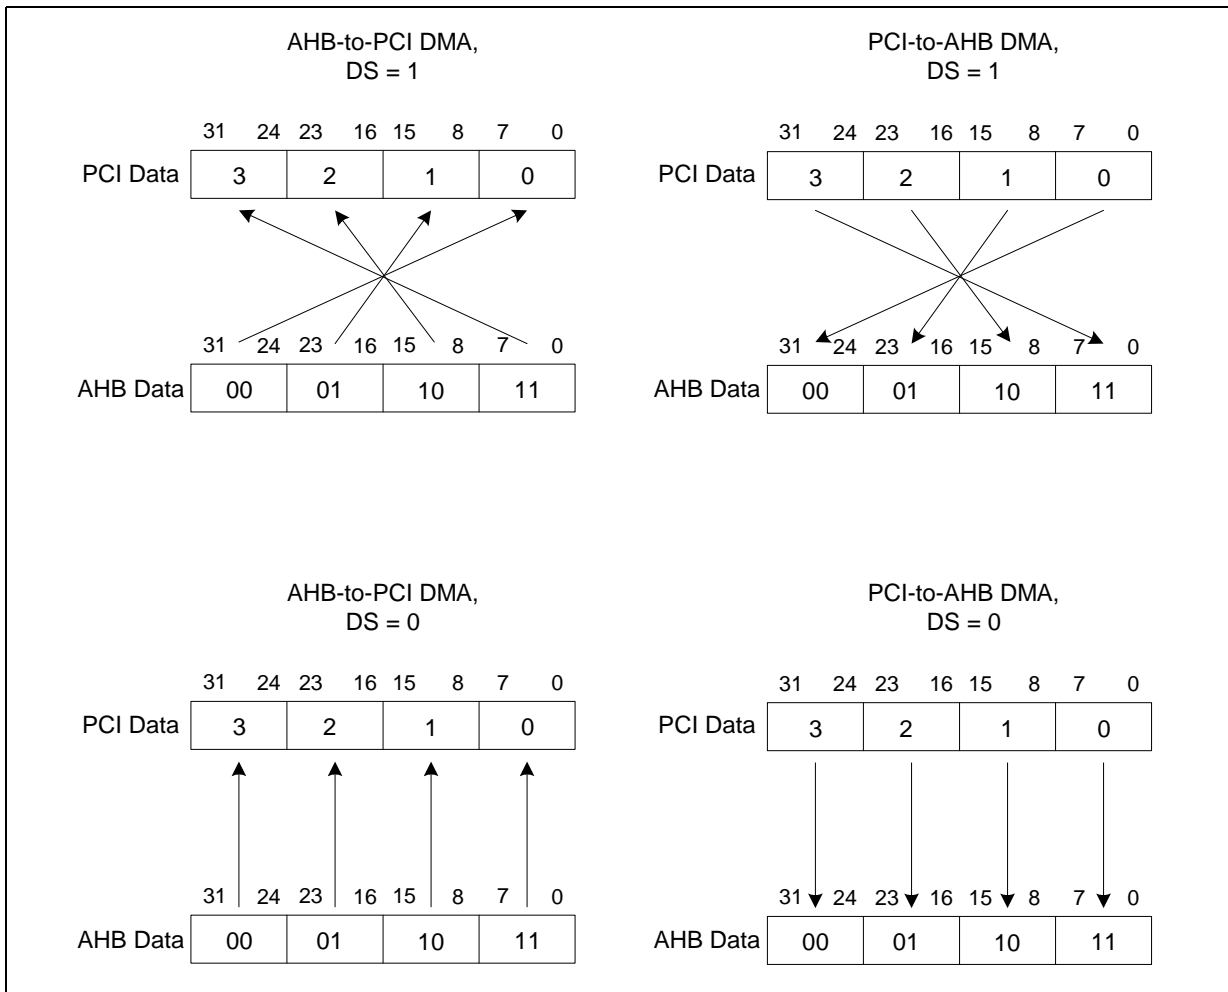 AHB-to-PCI DMA,
DS = 1
31 24 23 16 15 8 7 0
PCI Data 3 2 1 0
31 24 23 16 15 8 7 0
AHB Data 00 01 10 11
PCI-to-AHB DMA,
DS = 1
31 24 23 16 15 8 7 0
PCI Data 3 2 1 0
31 24 23 16 15 8 7 0
AHB Data 00 01 10 11
AHB-to-PCI DMA,
DS = 0
31 24 23 16 15 8 7 0
PCI Data 3 2 1 0
31 24 23 16 15 8 7 0
AHB Data 00 01 10 11
PCI-to-AHB DMA,
DS = 0
31 24 23 16 15 8 7 0
PCI Data 3 2 1 0
31 24 23 16 15 8 7 0
AHB Data 00 01 10 11